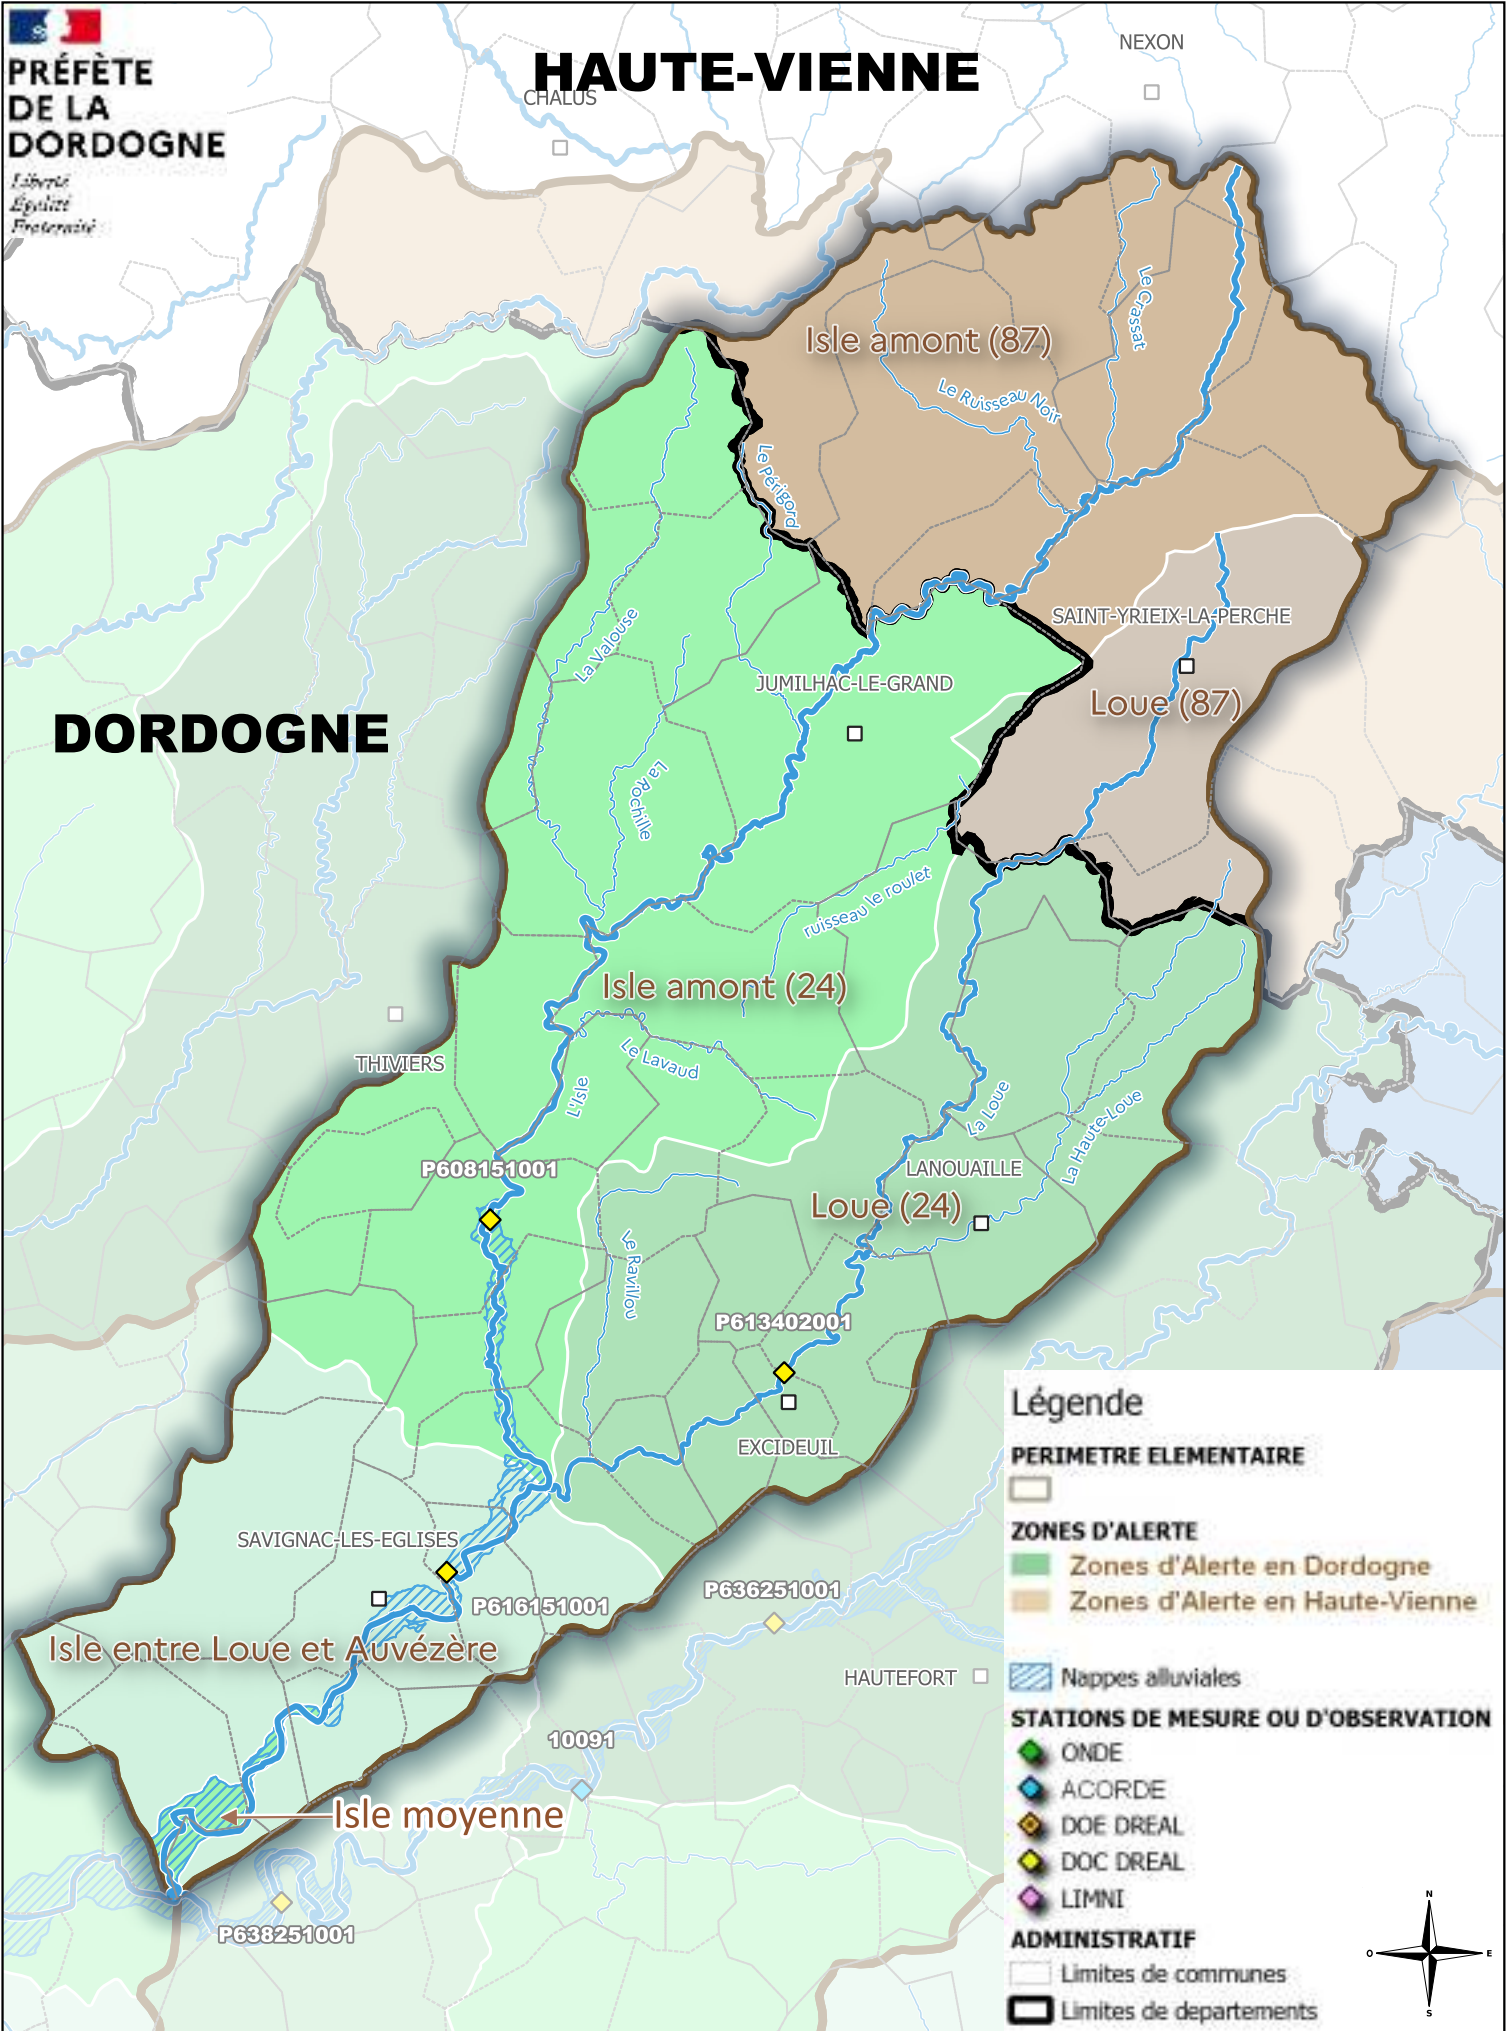 PRÉFÈTE
DE LA
DORDOGNE
Liberté
Égalité
Fraternité
HAUTE-VIENNE
CHALUS
NEXON
Isle amont (87)
Le Crassat
Le Ruisseau Noir
Le Périgord
La Valouse
SAINT-YRIEIX-LA-PERCHE
JUMILHAC-LE-GRAND
Loue (87)
DORDOGNE
La Rochille
ruisseau le roulet
Isle amont (24)
THIVIERS
Le Lavaud
L'Isle
La Loue
La Haute-Loue
P608151001
LANOUAILLE
Loue (24)
Le Ravillou
P613402001
EXCIDEUIL
SAVIGNAC-LES-EGLISES
P616151001
P636251001
Isle entre Loue et Auvézère
HAUTEFORT
10091
Isle moyenne
P638251001
Légende
PERIMETRE ELEMENTAIRE
ZONES D'ALERTE
Zones d'Alerte en Dordogne
Zones d'Alerte en Haute-Vienne
Nappes alluviales
STATIONS DE MESURE OU D'OBSERVATION
ONDE
ACORDE
DOE DREAL
DOC DREAL
LIMNI
ADMINISTRATIF
Limites de communes
Limites de departements
N
O
E
S